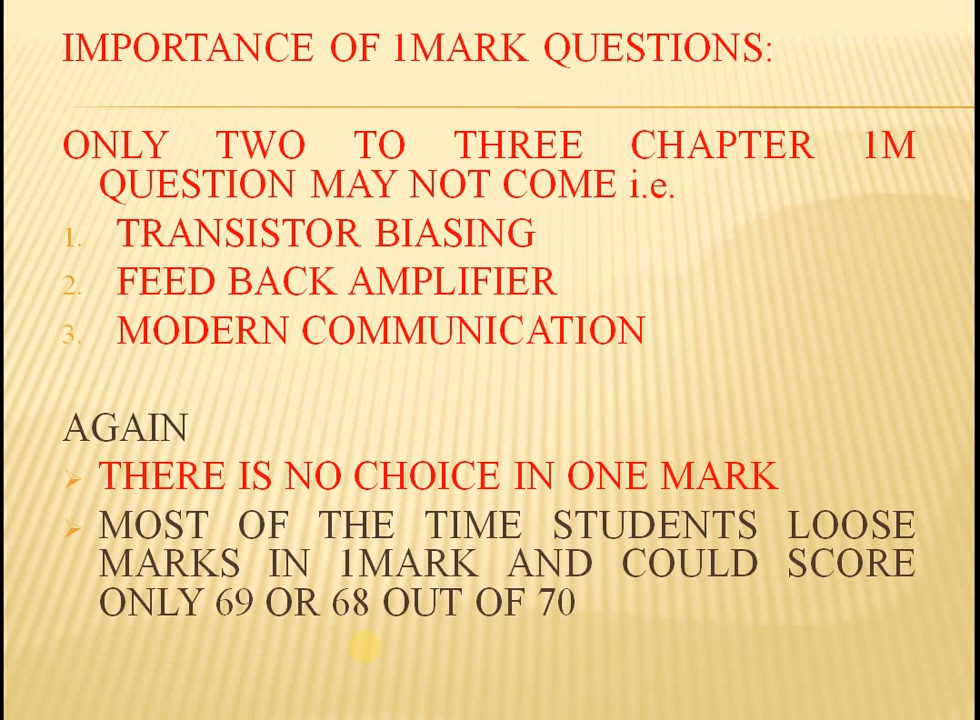 IMPORTANCE OF 1MARK QUESTIONS:
ONLY TWO TO THREE CHAPTER 1M
QUESTION MAY NOT COME i.e.
1. TRANSISTOR BIASING
2. FEED BACK AMPLIFIER
3. MODERN COMMUNICATION
AGAIN
➢ THERE IS NO CHOICE IN ONE MARK
➢ MOST OF THE TIME STUDENTS LOOSE
MARKS IN 1MARK AND COULD SCORE
ONLY 69 OR 68 OUT OF 70